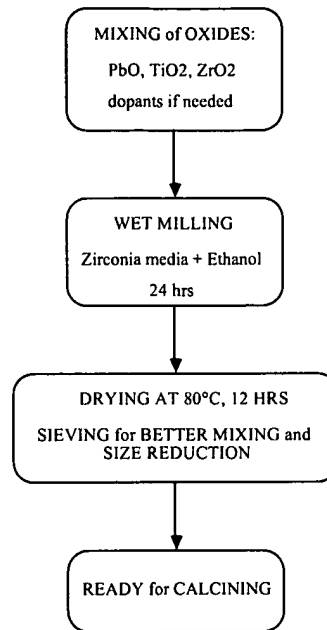 MIXING of OXIDES:
PbO, TiO2, ZrO2
dopants if needed
WET MILLING
Zirconia media + Ethanol
24 hrs
DRYING AT 80°C, 12 HRS
SIEVING for BETTER MIXING and
SIZE REDUCTION
READY for CALCINING